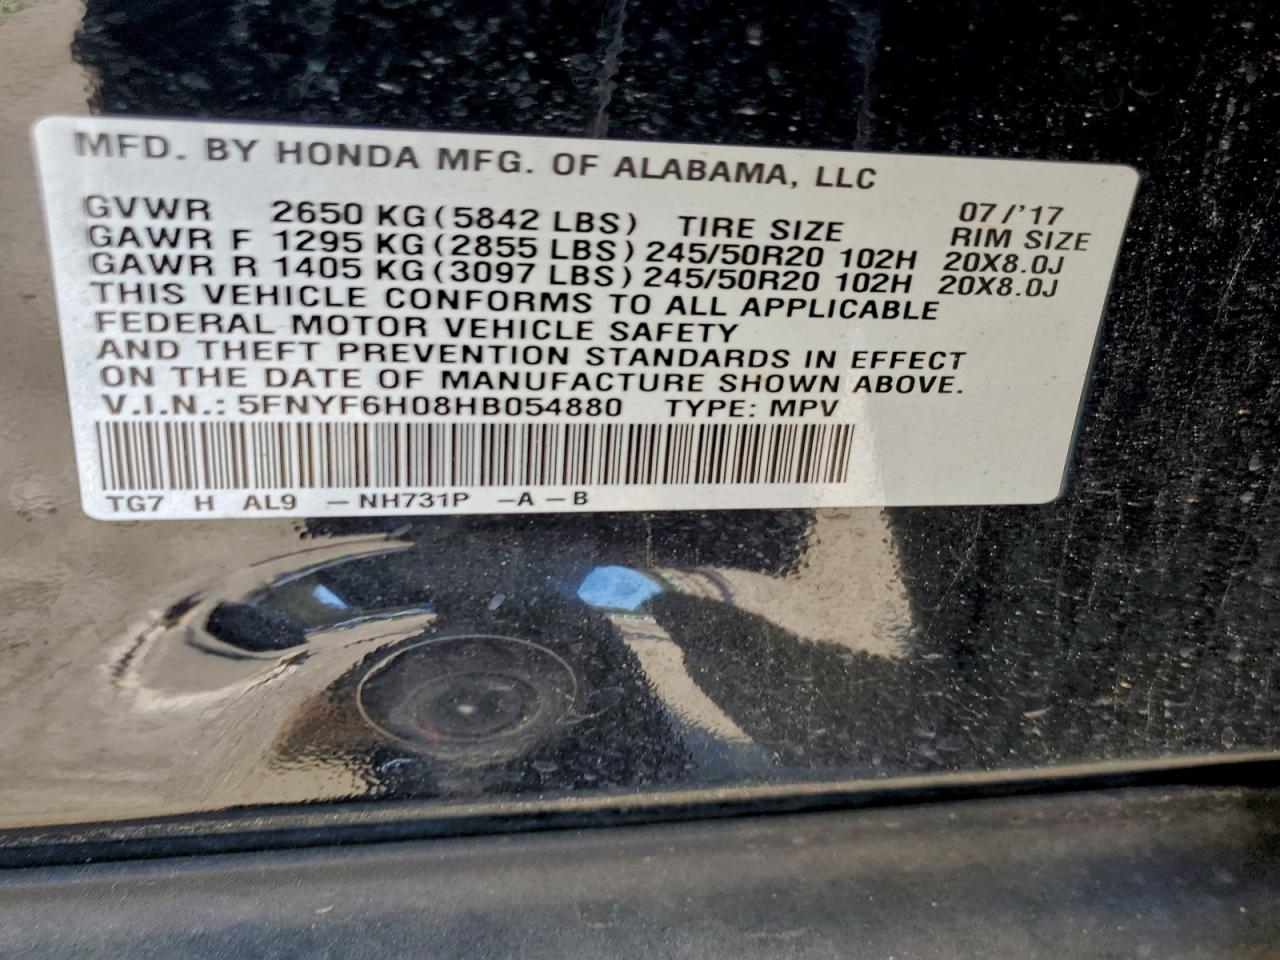 MFD. BY HONDA MFG. OF ALABAMA, LLC
GVWR 2650 KG (5842 LBS) TIRE SIZE 07/'17
RIM SIZE
GAWR F 1295 KG (2855 LBS) 245/50R20 102H 20X8.0J
GAWR R 1405 KG (3097 LBS) 245/50R20 102H 20X8.0J
THIS VEHICLE CONFORMS TO ALL APPLICABLE
FEDERAL MOTOR VEHICLE SAFETY
AND THEFT PREVENTION STANDARDS IN EFFECT
ON THE DATE OF MANUFACTURE SHOWN ABOVE.
V.I.N.: 5FNYF6H08HB054880 TYPE: MPV
TG7 H AL9 -NH731P -A-B